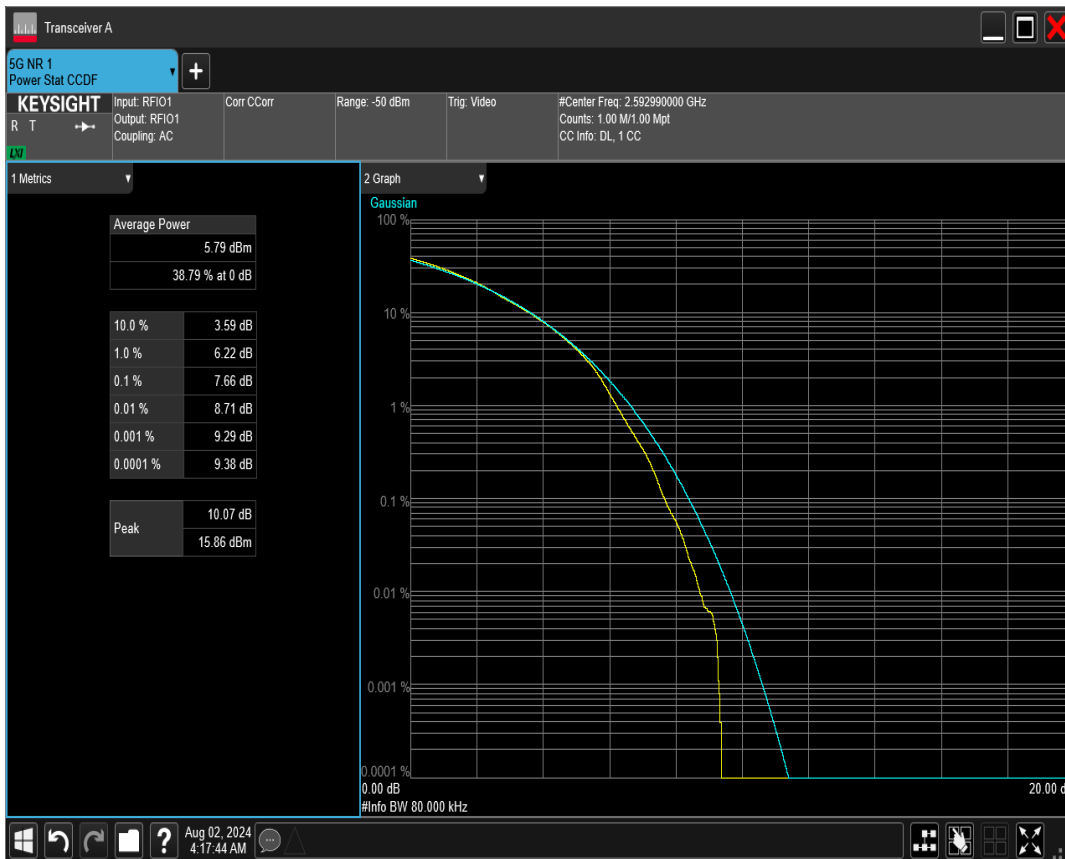 Transceiver A
5G NR 1
Power Stat CCDF
KEYSIGHT
R T
LXI
Input: RFIO1
Output: RFIO1
Coupling: AC
Corr CCorr
Range: -50 dBm
Trig: Video
#Center Freq: 2.592990000 GHz
Counts: 1.00 M/1.00 Mpt
CC Info: DL, 1 CC
1 Metrics
Average Power
5.79 dBm
38.79 % at 0 dB
10.0 % 3.59 dB
1.0 % 6.22 dB
0.1 % 7.66 dB
0.01 % 8.71 dB
0.001 % 9.29 dB
0.0001 % 9.38 dB
Peak
10.07 dB
15.86 dBm
2 Graph
Gaussian
100 %
10 %
1 %
0.1 %
0.01 %
0.001 %
0.0001 %
0.00 dB
20.00 d
#Info BW 80.000 kHz
?
Aug 02, 2024
4:17:44 AM